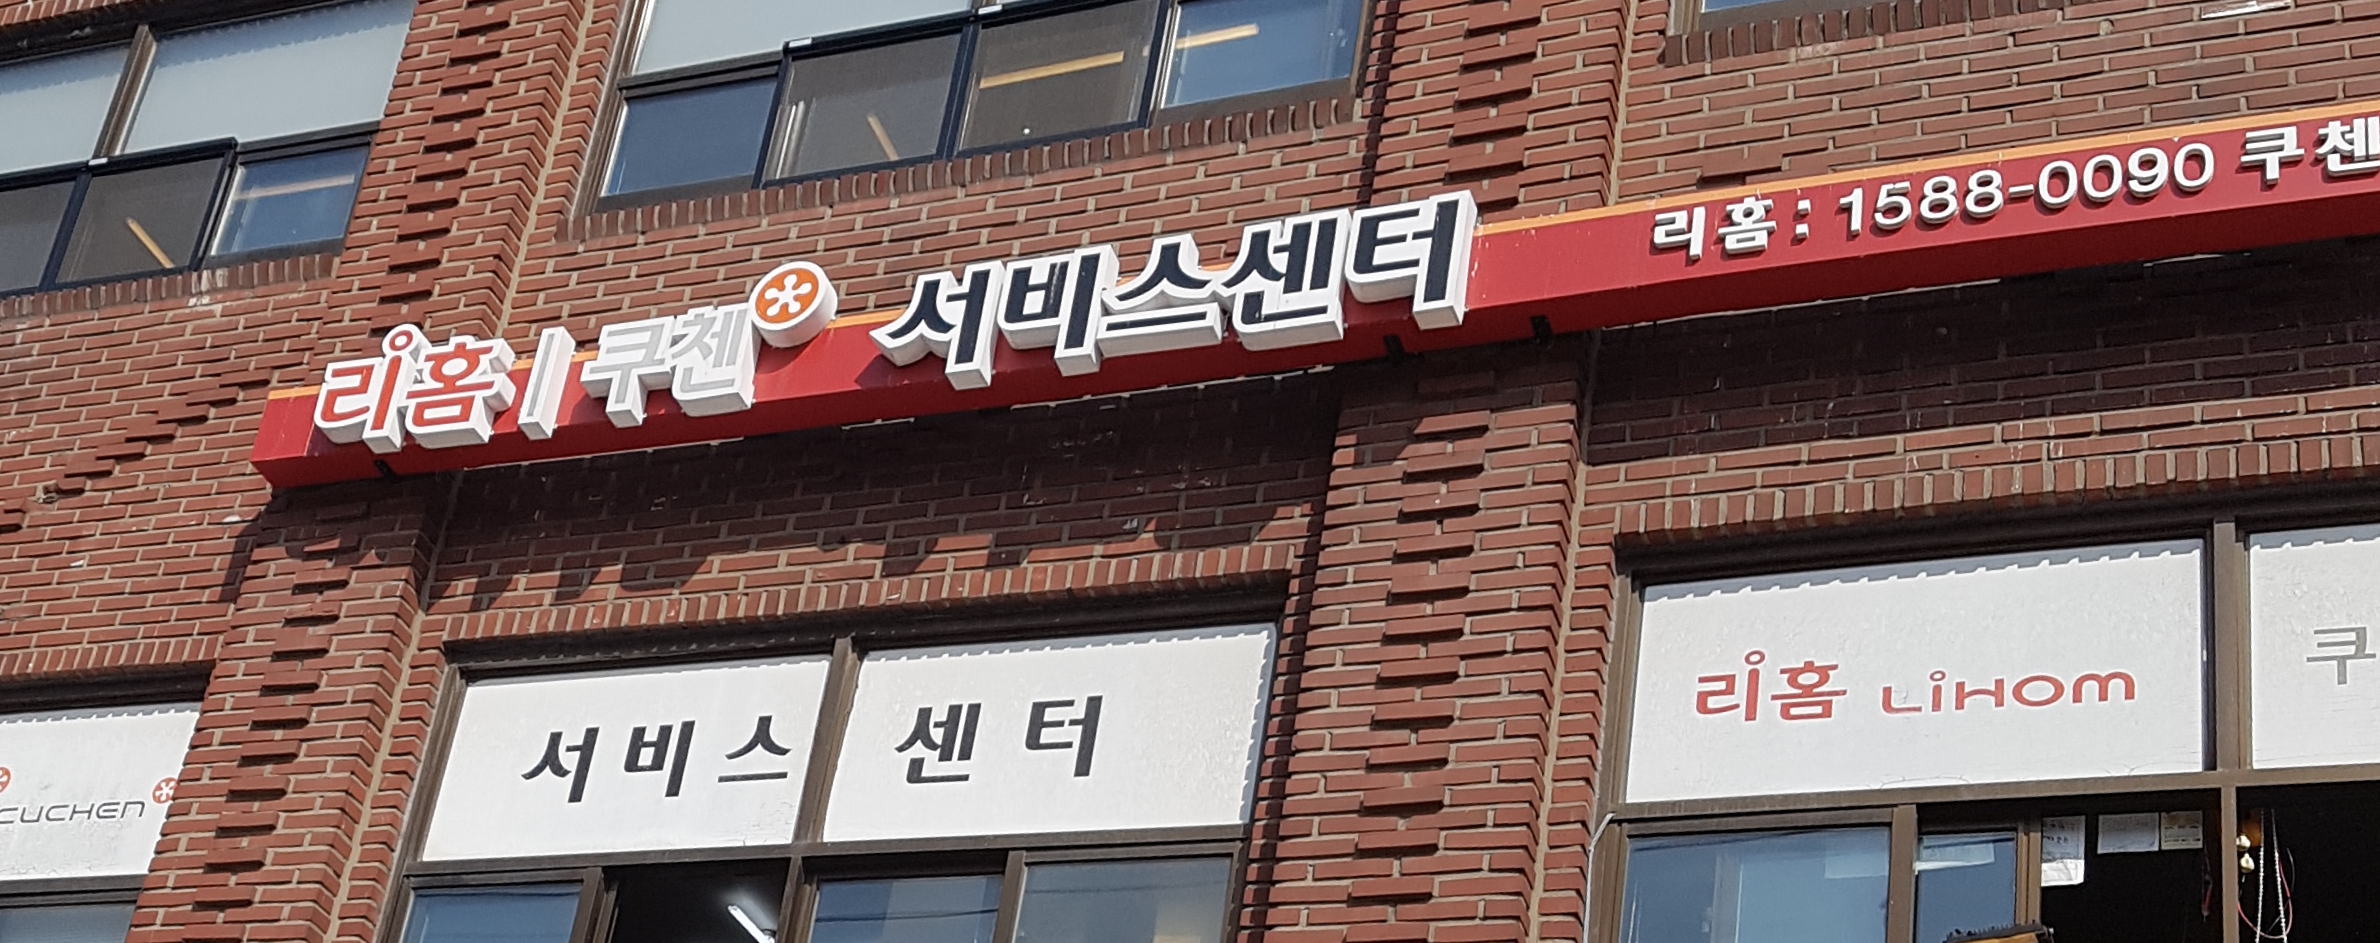 리홈 | 쿠첸 서비스센터 리홈 : 1588-0090 쿠첸
서비스 센터
리홈 LiHOM
쿠
CUCHEN